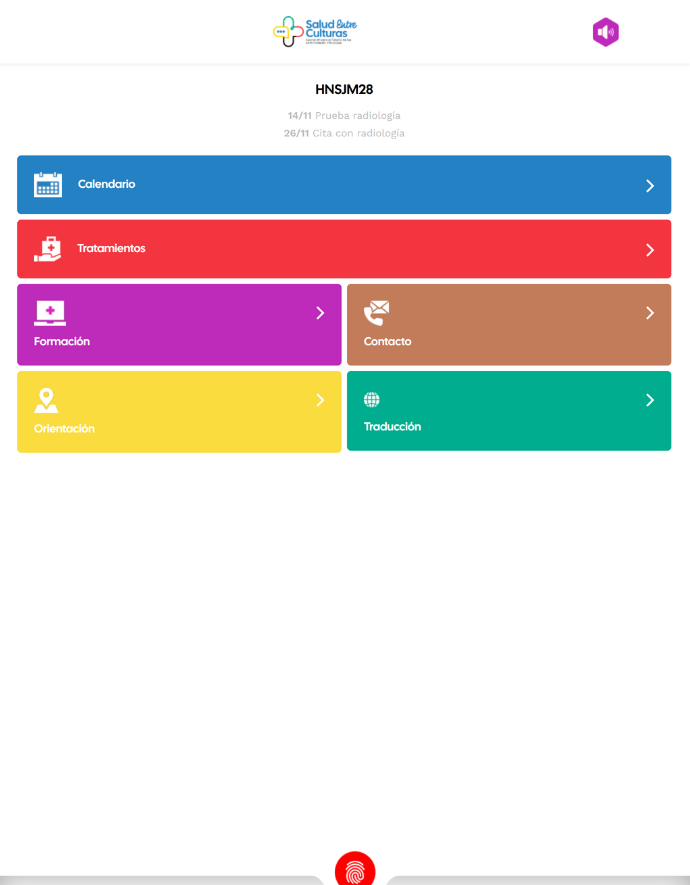 Salud Entre
Culturas
HNSJM28
14/11 Prueba radiología
26/11 Cita con radiología
Calendario
Tratamientos
Formación
Contacto
Orientación
Traducción